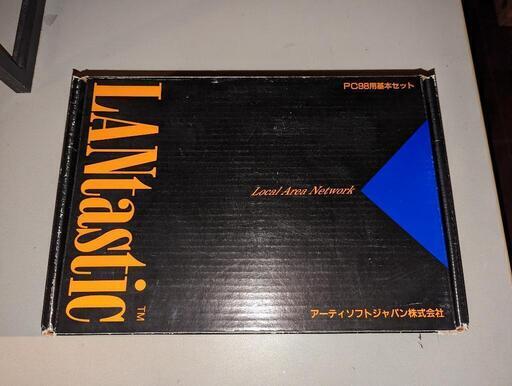 LANtastic™
PC98用基本セット
Local Area Network
アーティソフトジャパン株式会社